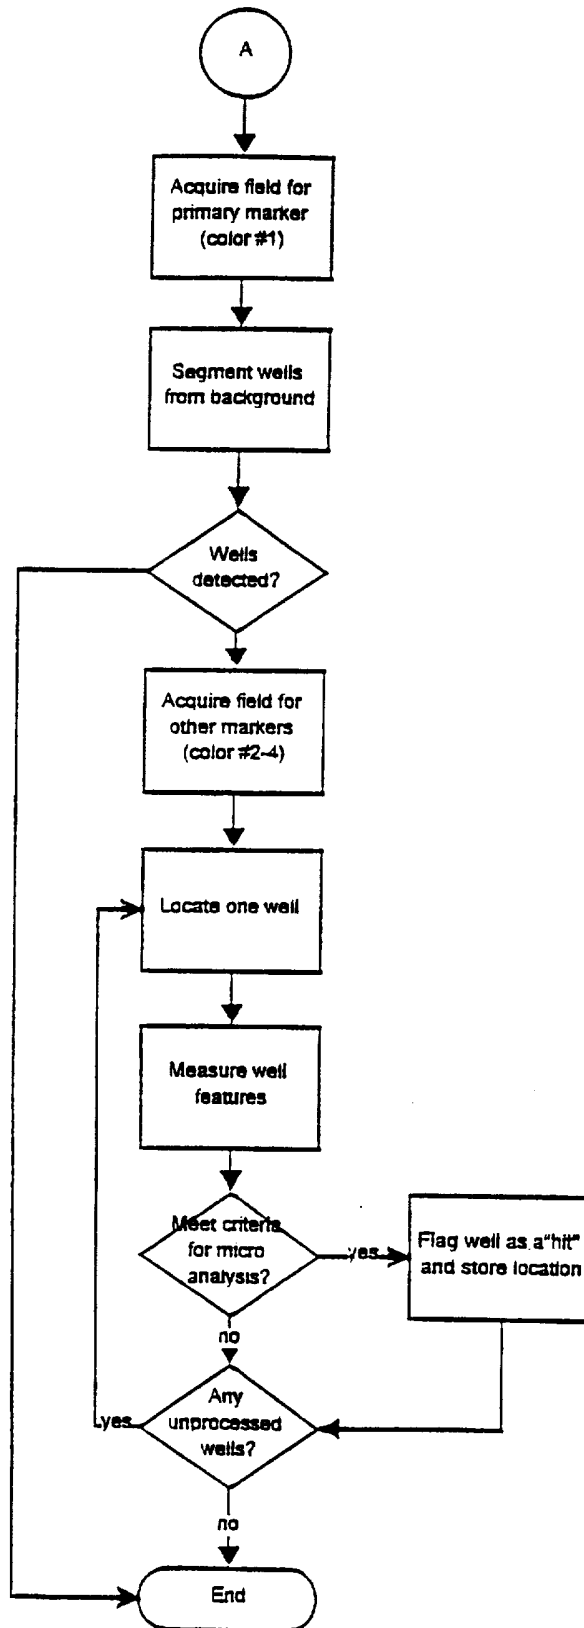 A
Acquire field for
primary marker
(color #1)
Segment wells
from background
Wells
detected?
Acquire field for
other markers
(color #2-4)
Locate one well
Measure well
features
Meet criteria
for micro
analysis?
yes
Flag well as a "hit"
and store location
no
Any
unprocessed
wells?
yes
no
End